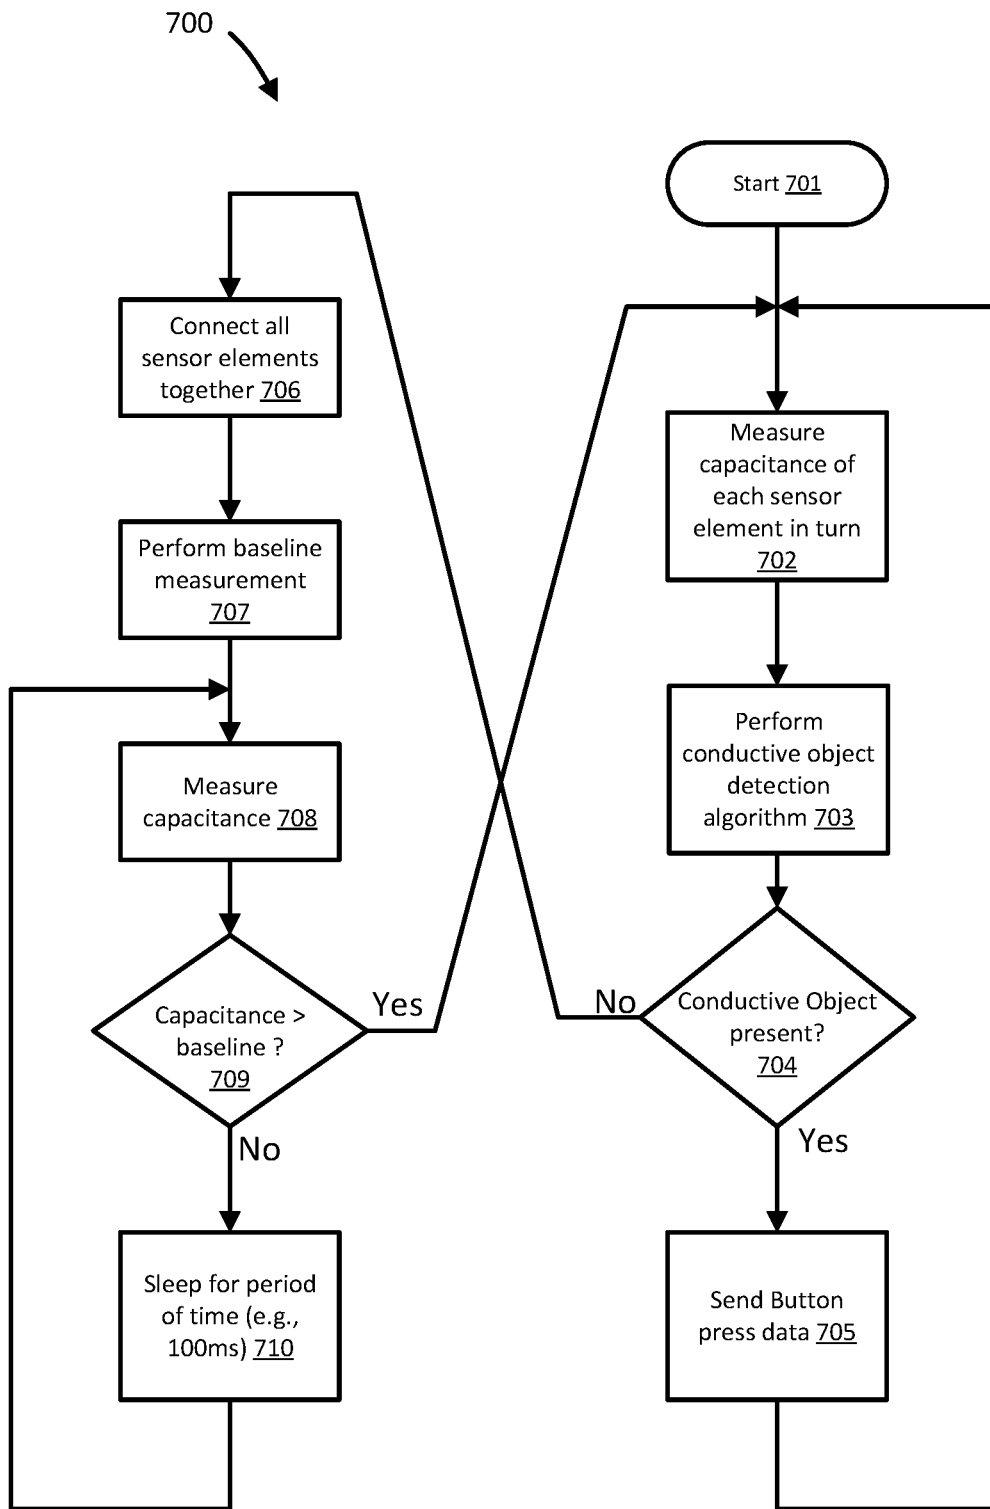 700
Start 701
Connect all
sensor elements
together 706
Measure
capacitance of
each sensor
element in turn
702
Perform baseline
measurement
707
Perform
conductive object
detection
algorithm 703
Measure
capacitance 708
Capacitance >
baseline ?
709
Yes
No
No
Conductive Object
present?
704
Yes
Sleep for period
of time (e.g.,
100ms) 710
Send Button
press data 705